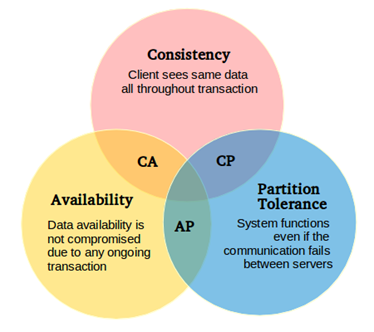 Consistency
Client sees same data
all throughout transaction
CA
CP
Availability
Data availability is
not compromised
due to any ongoing
transaction
AP
Partition
Tolerance
System functions
even if the
communication fails
between servers